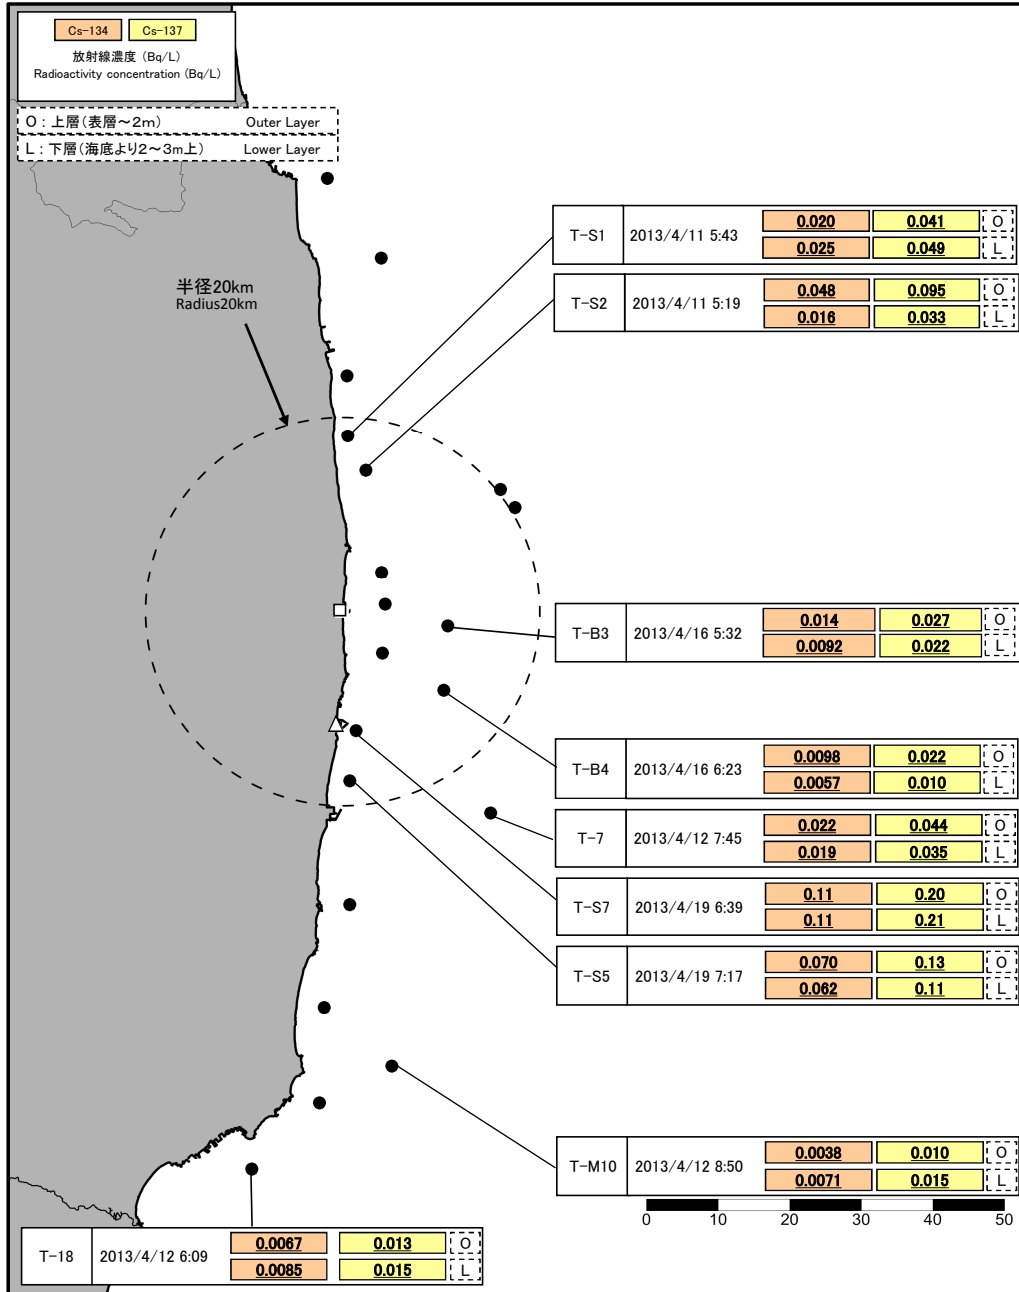 Cs-134 Cs-137
放射線濃度 (Bq/L)
Radioactivity concentration (Bq/L)
O : 上層(表層～2m) Outer Layer
L : 下層(海底より2～3m上) Lower Layer
半径20km
Radius20km
T-S1 2013/4/11 5:43
0.020 0.041 O
0.025 0.049 L
T-S2 2013/4/11 5:19
0.048 0.095 O
0.016 0.033 L
T-B3 2013/4/16 5:32
0.014 0.027 O
0.0092 0.022 L
T-B4 2013/4/16 6:23
0.0098 0.022 O
0.0057 0.010 L
T-7 2013/4/12 7:45
0.022 0.044 O
0.019 0.035 L
T-S7 2013/4/19 6:39
0.11 0.20 O
0.11 0.21 L
T-S5 2013/4/19 7:17
0.070 0.13 O
0.062 0.11 L
T-M10 2013/4/12 8:50
0.0038 0.010 O
0.0071 0.015 L
0 10 20 30 40 50
T-18 2013/4/12 6:09
0.0067 0.013 O
0.0085 0.015 L